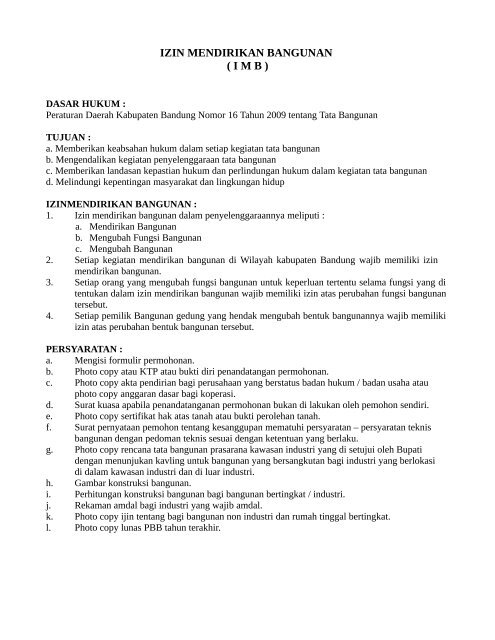 IZIN MENDIRIKAN BANGUNAN
( I M B )
DASAR HUKUM :
Peraturan Daerah Kabupaten Bandung Nomor 16 Tahun 2009 tentang Tata Bangunan
TUJUAN :
a. Memberikan keabsahan hukum dalam setiap kegiatan tata bangunan
b. Mengendalikan kegiatan penyelenggaraan tata bangunan
c. Memberikan landasan kepastian hukum dan perlindungan hukum dalam kegiatan tata bangunan
d. Melindungi kepentingan masyarakat dan lingkungan hidup
IZINMENDIRIKAN BANGUNAN :
1. Izin mendirikan bangunan dalam penyelenggaraannya meliputi :
a. Mendirikan Bangunan
b. Mengubah Fungsi Bangunan
c. Mengubah Bangunan
2. Setiap kegiatan mendirikan bangunan di Wilayah kabupaten Bandung wajib memiliki izin
mendirikan bangunan.
3. Setiap orang yang mengubah fungsi bangunan untuk keperluan tertentu selama fungsi yang di
tentukan dalam izin mendirikan bangunan wajib memiliki izin atas perubahan fungsi bangunan
tersebut.
4. Setiap pemilik Bangunan gedung yang hendak mengubah bentuk bangunannya wajib memiliki
izin atas perubahan bentuk bangunan tersebut.
PERSYARATAN :
a. Mengisi formulir permohonan.
b. Photo copy atau KTP atau bukti diri penandatangan permohonan.
c. Photo copy akta pendirian bagi perusahaan yang berstatus badan hukum / badan usaha atau
photo copy anggaran dasar bagi koperasi.
d. Surat kuasa apabila penandatanganan permohonan bukan di lakukan oleh pemohon sendiri.
e. Photo copy sertifikat hak atas tanah atau bukti perolehan tanah.
f. Surat pernyataan pemohon tentang kesanggupan mematuhi persyaratan – persyaratan teknis
bangunan dengan pedoman teknis sesuai dengan ketentuan yang berlaku.
g. Photo copy rencana tata bangunan prasarana kawasan industri yang di setujui oleh Bupati
dengan menunjukan kavling untuk bangunan yang bersangkutan bagi industri yang berlokasi
di dalam kawasan industri dan di luar industri.
h. Gambar konstruksi bangunan.
i. Perhitungan konstruksi bangunan bagi bangunan bertingkat / industri.
j. Rekaman amdal bagi industri yang wajib amdal.
k. Photo copy ijin tentang bagi bangunan non industri dan rumah tinggal bertingkat.
l. Photo copy lunas PBB tahun terakhir.